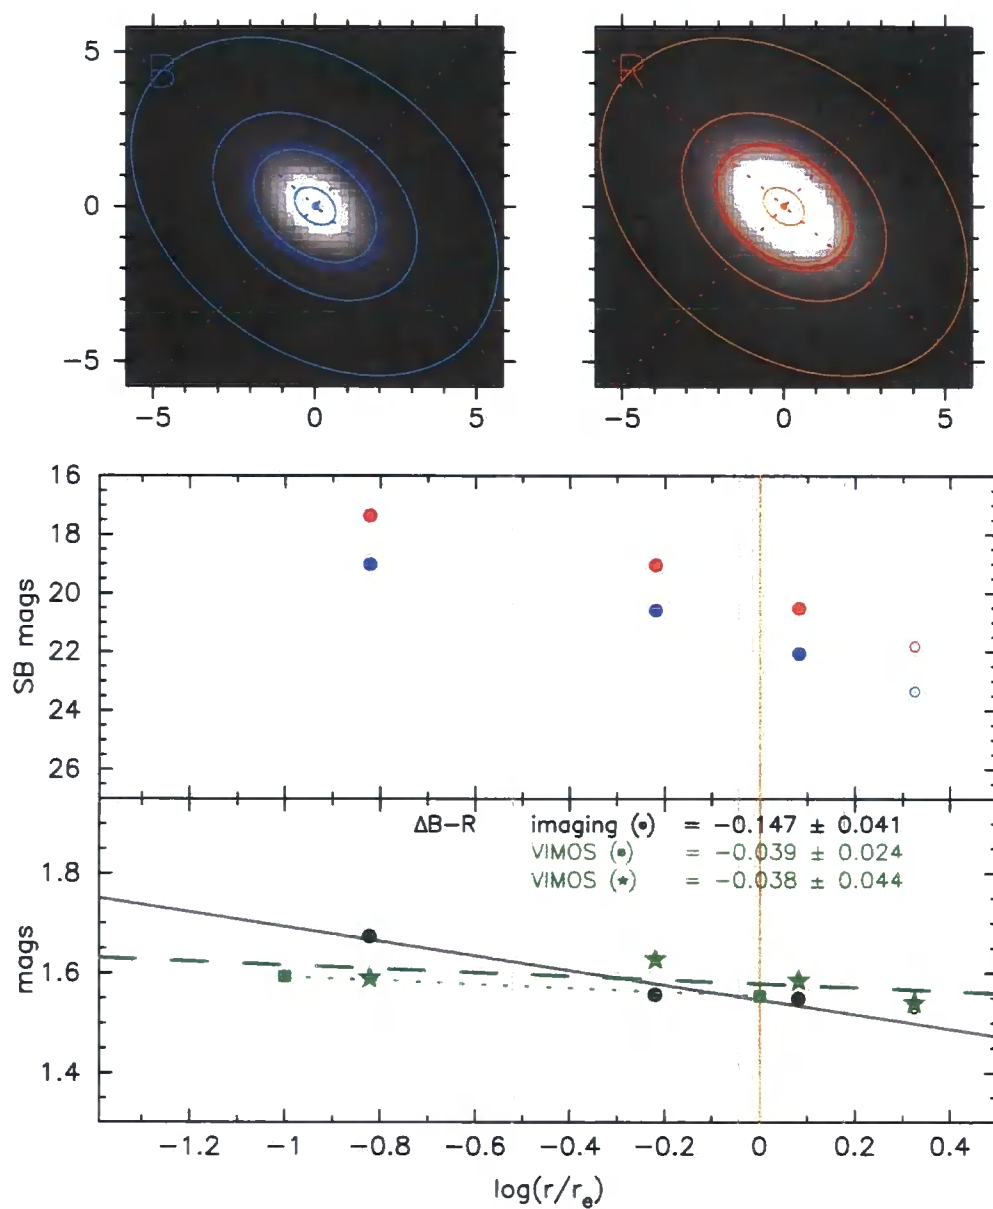 B
R
5
0
−5
−5 0 5
−5 0 5
16
18
20
22
24
26
SB mags
ΔB−R imaging (•) = −0.147 ± 0.041
VIMOS (▪) = −0.039 ± 0.024
VIMOS (★) = −0.038 ± 0.044
1.8
1.6
1.4
mags
−1.2 −1 −0.8 −0.6 −0.4 −0.2 0 0.2 0.4
log(r/rₑ)